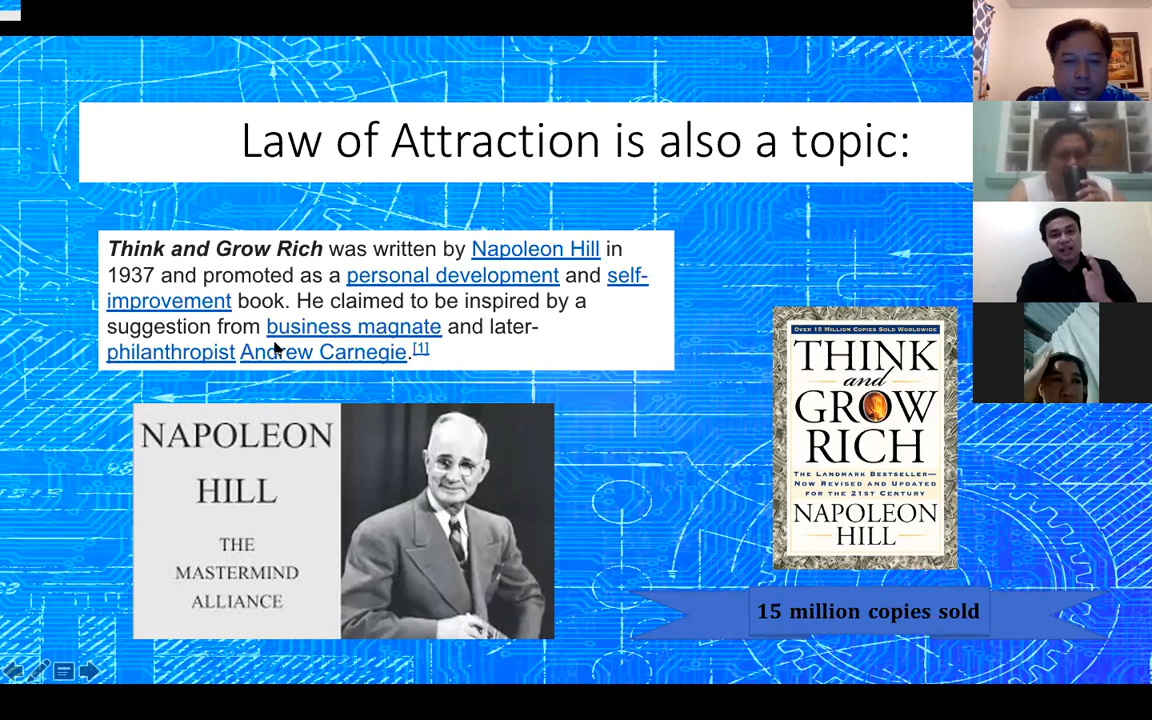 Law of Attraction is also a topic:
Think and Grow Rich was written by Napoleon Hill in
1937 and promoted as a personal development and self-
improvement book. He claimed to be inspired by a
suggestion from business magnate and later-
philanthropist Andrew Carnegie.[1]
NAPOLEON
HILL
THE
MASTERMIND
ALLIANCE
OVER 15 MILLION COPIES SOLD WORLDWIDE
THINK
and
GROW
RICH
THE LANDMARK BESTSELLER—
NOW REVISED AND UPDATED
FOR THE 21ST CENTURY
NAPOLEON
HILL
15 million copies sold